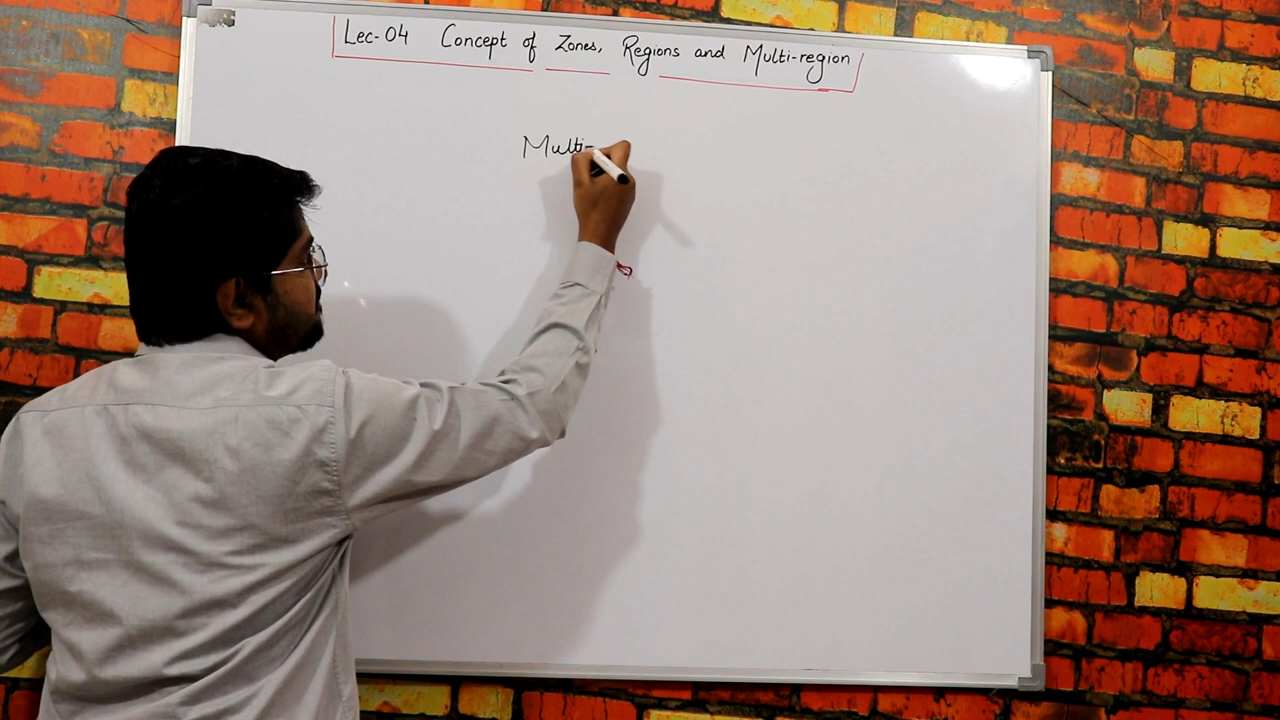 Lec-04 Concept of Zones, Regions and Multi-region
Multi-